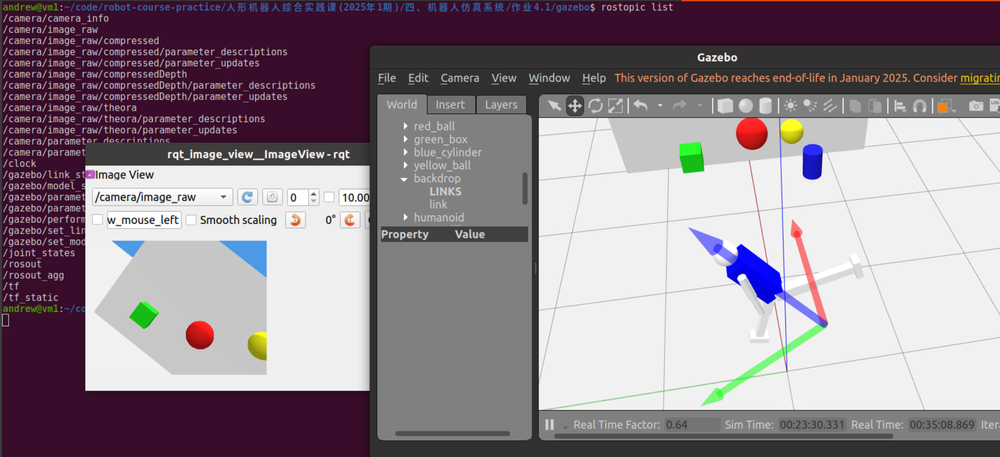 andrew@vm1:~/code/robot-course-practice/人形机器人综合实践课(2025年1期)/四、机器人仿真系统/作业4.1/gazebo$ rostopic list
/camera/camera_info
/camera/image_raw
/camera/image_raw/compressed
/camera/image_raw/compressed/parameter_descriptions
/camera/image_raw/compressed/parameter_updates
/camera/image_raw/compressedDepth
/camera/image_raw/compressedDepth/parameter_descriptions
/camera/image_raw/compressedDepth/parameter_updates
/camera/image_raw/theora
/camera/image_raw/theora/parameter_descriptions
/camera/image_raw/theora/parameter_updates
/camera/parameter_descriptions
/camera/paramet
/clock
/gazebo/link_st
/gazebo/model_s
/gazebo/paramet
/gazebo/paramet
/gazebo/perform
/gazebo/set_lin
/gazebo/set_mod
/joint_states
/rosout
/rosout_agg
/tf
/tf_static
andrew@vm1:~/co
rqt_image_view__ImageView - rqt
Image View
/camera/image_raw
0
10.00
w_mouse_left
Smooth scaling
0°
Gazebo
File Edit Camera View Window Help This version of Gazebo reaches end-of-life in January 2025. Consider migratin
World Insert Layers
LOG
red_ball
green_box
blue_cylinder
yellow_ball
backdrop
LINKS
link
humanoid
Property Value
Real Time Factor: 0.64 Sim Time: 00:23:30.331 Real Time: 00:35:08.869 Iter